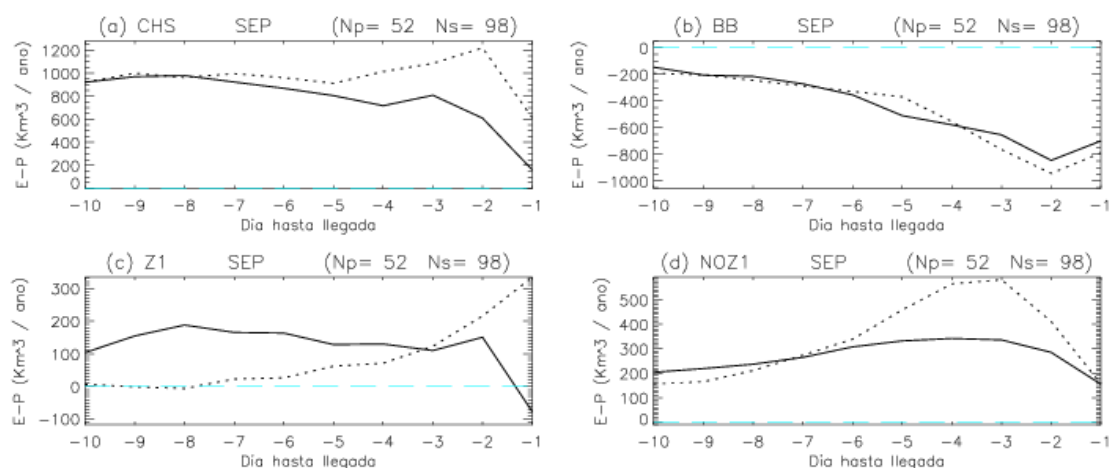 (a) CHS SEP (Np= 52 Ns= 98)
1200
1000
800
600
400
200
0
E-P (Km^3 / ano)
-10 -9 -8 -7 -6 -5 -4 -3 -2 -1
Dia hasta llegada
(b) BB SEP (Np= 52 Ns= 98)
0
-200
-400
-600
-800
-1000
E-P (Km^3 / ano)
-10 -9 -8 -7 -6 -5 -4 -3 -2 -1
Dia hasta llegada
(c) Z1 SEP (Np= 52 Ns= 98)
300
200
100
0
-100
E-P (Km^3 / ano)
-10 -9 -8 -7 -6 -5 -4 -3 -2 -1
Dia hasta llegada
(d) NOZ1 SEP (Np= 52 Ns= 98)
500
400
300
200
100
0
E-P (Km^3 / ano)
-10 -9 -8 -7 -6 -5 -4 -3 -2 -1
Dia hasta llegada